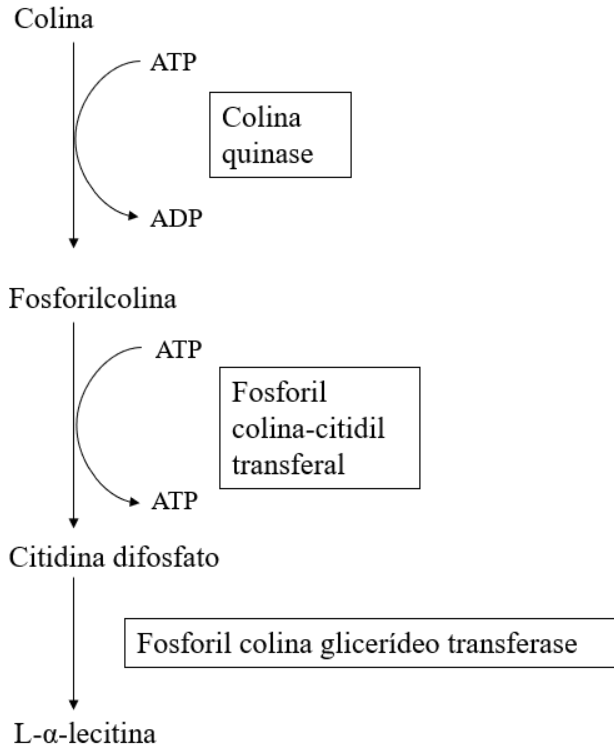 Colina
ATP
Colina
quinase
ADP
Fosforilcolina
ATP
Fosforil
colina-citidil
transferal
ATP
Citidina difosfato
Fosforil colina glicerídeo transferase
L-α-lecitina